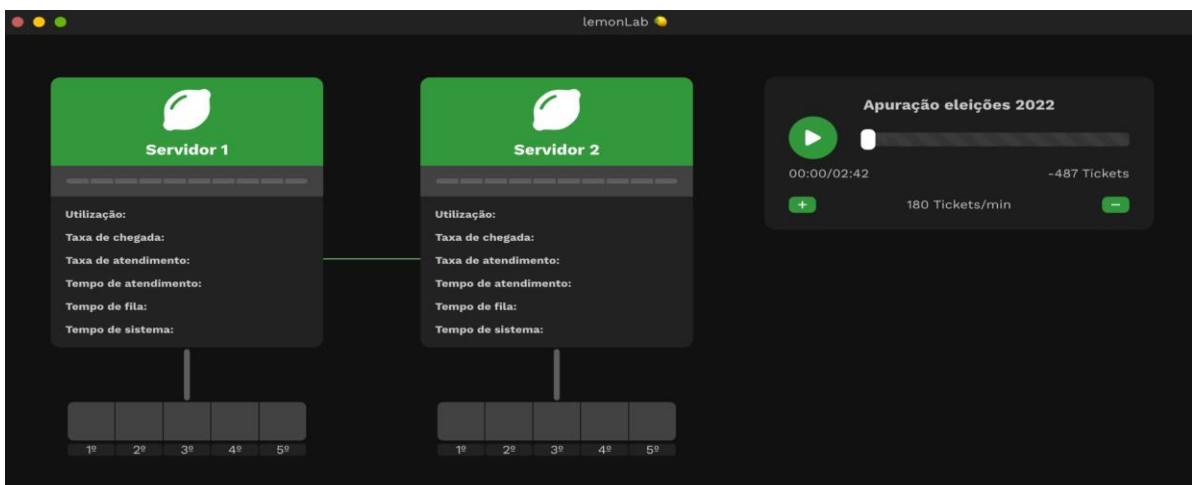 lemonLab 🍋
Servidor 1
Utilização:
Taxa de chegada:
Taxa de atendimento:
Tempo de atendimento:
Tempo de fila:
Tempo de sistema:
1º 2º 3º 4º 5º
Servidor 2
Utilização:
Taxa de chegada:
Taxa de atendimento:
Tempo de atendimento:
Tempo de fila:
Tempo de sistema:
1º 2º 3º 4º 5º
Apuração eleições 2022
00:00/02:42 -487 Tickets
+ 180 Tickets/min −